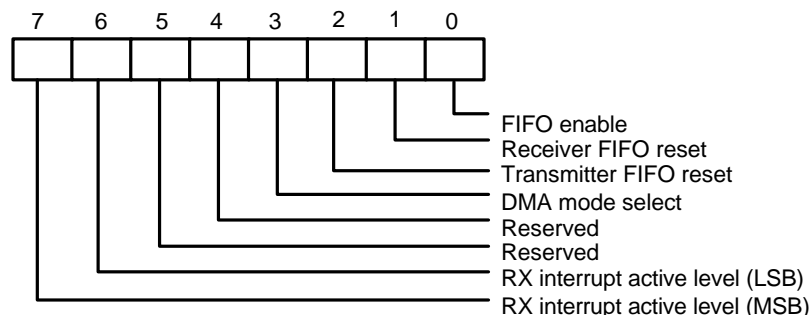 7 6 5 4 3 2 1 0
FIFO enable
Receiver FIFO reset
Transmitter FIFO reset
DMA mode select
Reserved
Reserved
RX interrupt active level (LSB)
RX interrupt active level (MSB)